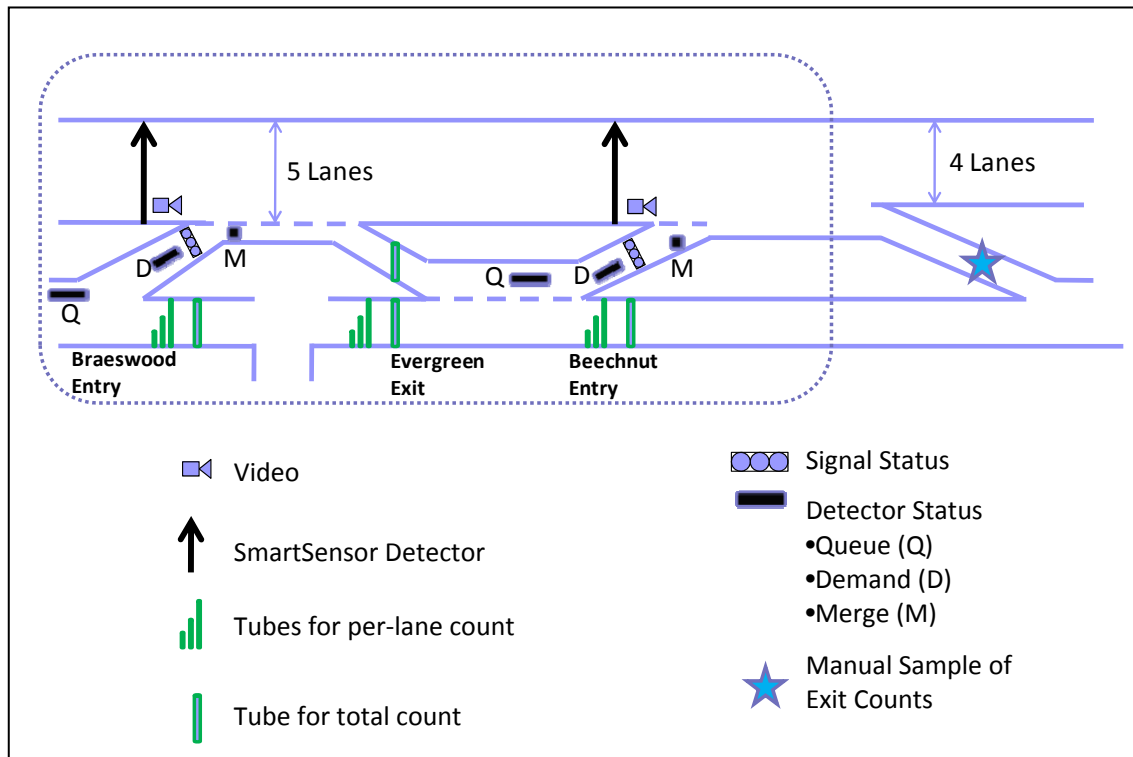 5 Lanes
4 Lanes
D
M
Q
Q
D
M
Braeswood
Entry
Evergreen
Exit
Beechnut
Entry
Video
SmartSensor Detector
Tubes for per-lane count
Tube for total count
Signal Status
Detector Status
•Queue (Q)
•Demand (D)
•Merge (M)
Manual Sample of
Exit Counts